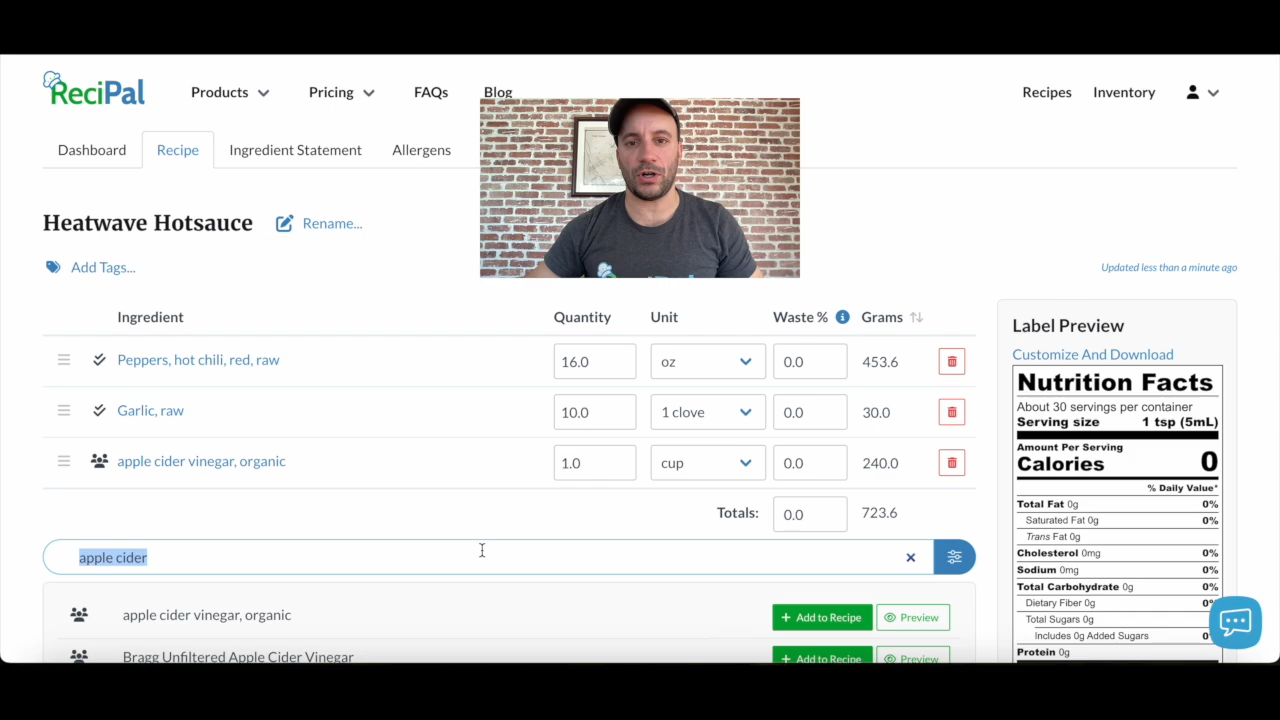 ReciPal
Products
Pricing
FAQs
Blog
Recipes
Inventory
Dashboard
Recipe
Ingredient Statement
Allergens
Heatwave Hotsauce
Rename...
Add Tags...
Updated less than a minute ago
Ingredient
Quantity
Unit
Waste %
Grams
Peppers, hot chili, red, raw
16.0
oz
0.0
453.6
Garlic, raw
10.0
1 clove
0.0
30.0
apple cider vinegar, organic
1.0
cup
0.0
240.0
Totals:
0.0
723.6
apple cider
apple cider vinegar, organic
+ Add to Recipe
Preview
Bragg Unfiltered Apple Cider Vinegar
+ Add to Recipe
Preview
Label Preview
Customize And Download
Nutrition Facts
About 30 servings per container
Serving size 1 tsp (5mL)
Amount Per Serving
Calories 0
% Daily Value*
Total Fat 0g 0%
Saturated Fat 0g 0%
Trans Fat 0g
Cholesterol 0mg 0%
Sodium 0mg 0%
Total Carbohydrate 0g 0%
Dietary Fiber 0g 0%
Total Sugars 0g
Includes 0g Added Sugars 0
Protein 0g